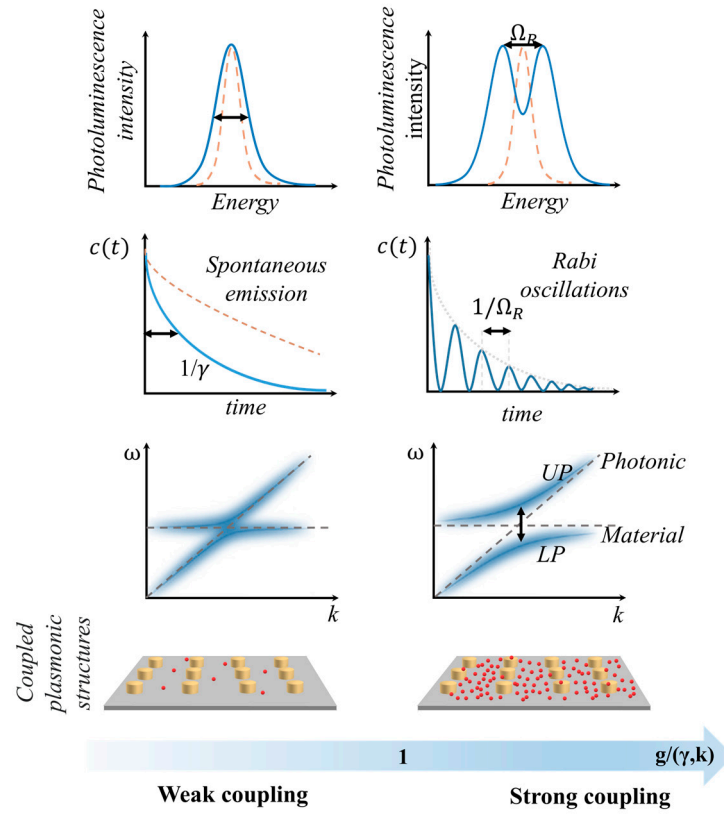 Photoluminescence
intensity
Energy
Photoluminescence
intensity
Ω_R
Energy
c(t)
Spontaneous
emission
1/γ
time
c(t)
Rabi
oscillations
1/Ω_R
time
ω
k
ω
UP
Photonic
Material
LP
k
Coupled
plasmonic
structures
1
g/(γ,k)
Weak coupling
Strong coupling